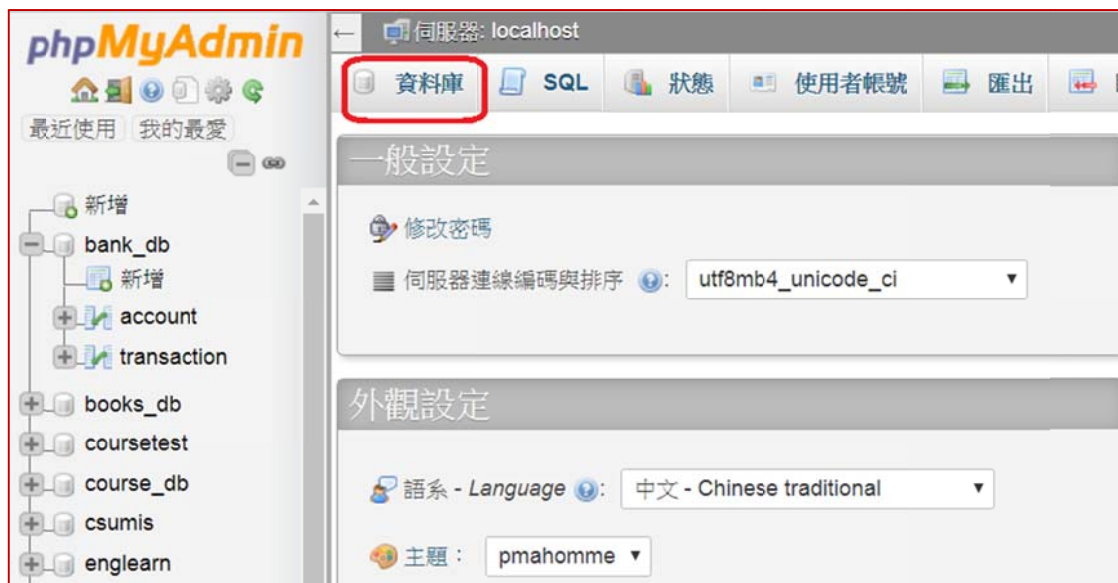 phpMyAdmin
最近使用 我的最愛
新增
bank_db
新增
account
transaction
books_db
coursetest
course_db
csumis
englearn
← 伺服器: localhost
資料庫 SQL 狀態 使用者帳號 匯出
一般設定
修改密碼
伺服器連線編碼與排序 : utf8mb4_unicode_ci
外觀設定
語系 - Language : 中文 - Chinese traditional
主題： pmahomme